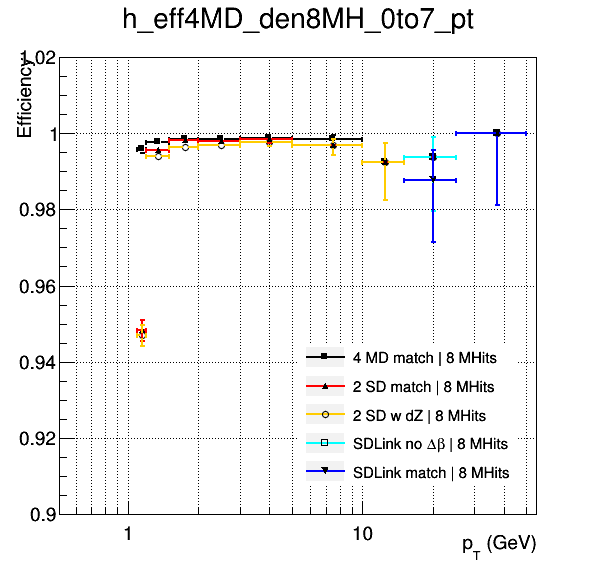 h_eff4MD_den8MH_0to7_pt
Efficiency
1.02
1
0.98
0.96
0.94
0.92
0.9
4 MD match | 8 MHits
2 SD match | 8 MHits
2 SD w dZ | 8 MHits
SDLink no Δβ | 8 MHits
SDLink match | 8 MHits
1
10
p_T (GeV)